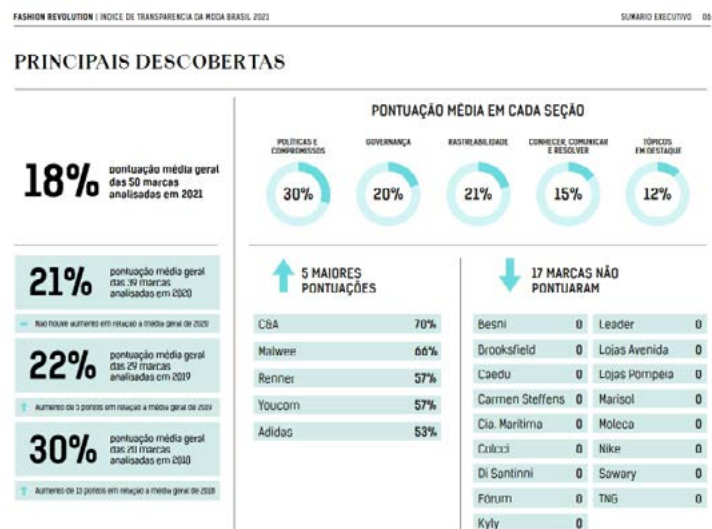 FASHION REVOLUTION | ÍNDICE DE TRANSPARÊNCIA DA MODA BRASIL 2021
SUMÁRIO EXECUTIVO 06
PRINCIPAIS DESCOBERTAS
18%
pontuação média geral
das 50 marcas
analisadas em 2021
21%
pontuação média geral
das 39 marcas
analisadas em 2020
Não houve aumento em relação a média geral de 2020
22%
pontuação média geral
das 29 marcas
analisadas em 2019
Aumento de 3 pontos em relação a média geral de 2019
30%
pontuação média geral
das 20 marcas
analisadas em 2018
Aumento de 13 pontos em relação a média geral de 2018
PONTUAÇÃO MÉDIA EM CADA SEÇÃO
POLÍTICAS E
COMPROMISSOS
30%
GOVERNANÇA
20%
RASTREABILIDADE
21%
CONHECER, COMUNICAR
E RESOLVER
15%
TÓPICOS
EM DESTAQUE
12%
5 MAIORES
PONTUAÇÕES
C&A 70%
Malwee 66%
Renner 57%
Youcom 57%
Adidas 53%
17 MARCAS NÃO
PONTUARAM
Besni 0
Brooksfield 0
Caedu 0
Carmen Steffens 0
Cia. Marítima 0
Colcci 0
Di Santinni 0
Fórum 0
Kyly 0
Leader 0
Lojas Avenida 0
Lojas Pompeia 0
Marisol 0
Moleca 0
Nike 0
Sawary 0
TNG 0